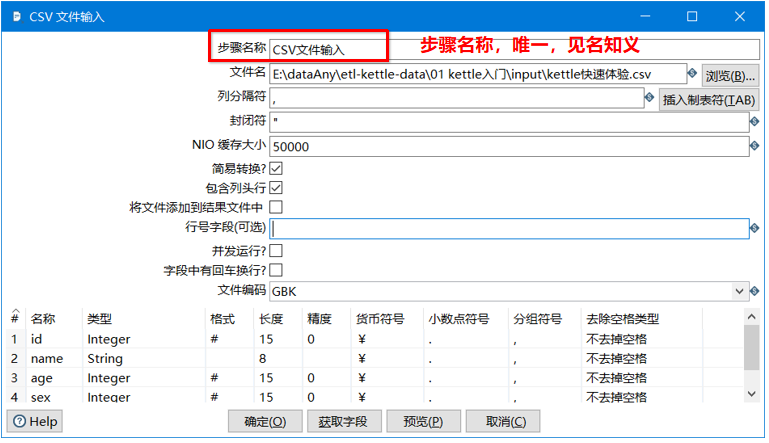 CSV 文件输入
步骤名称 CSV文件输入 步骤名称，唯一，见名知义
文件名 E:\dataAny\etl-kettle-data\01 kettle入门\input\kettle快速体验.csv 浏览(B)...
列分隔符 , 插入制表符(TAB)
封闭符 "
NIO 缓存大小 50000
简易转换?
包含列头行
将文件添加到结果文件中
行号字段(可选)
并发运行?
字段中有回车换行?
文件编码 GBK
# 名称 类型 格式 长度 精度 货币符号 小数点符号 分组符号 去除空格类型
1 id Integer # 15 0 ¥ . , 不去掉空格
2 name String 8 ¥ 不去掉空格
3 age Integer # 15 0 ¥ . , 不去掉空格
4 sex Integer # 15 0 ¥ . , 不去掉空格
Help 确定(O) 获取字段 预览(P) 取消(C)